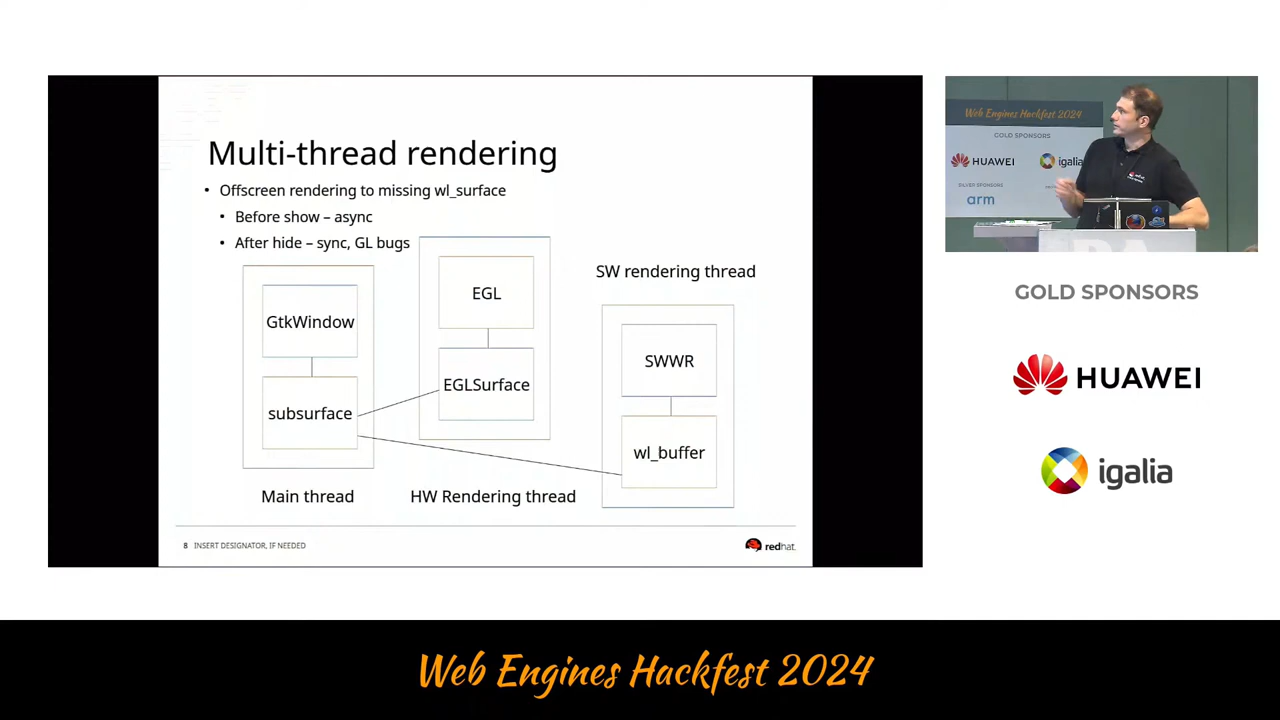 Multi-thread rendering
• Offscreen rendering to missing wl_surface
• Before show – async
• After hide – sync, GL bugs
GtkWindow
subsurface
Main thread
EGL
EGLSurface
HW Rendering thread
SW rendering thread
SWWR
wl_buffer
8 INSERT DESIGNATOR, IF NEEDED
redhat.
Web Engines Hackfest 2024
GOLD SPONSORS
HUAWEI
igalia
SILVER SPONSORS
arm
GOLD SPONSORS
HUAWEI
igalia
Web Engines Hackfest 2024